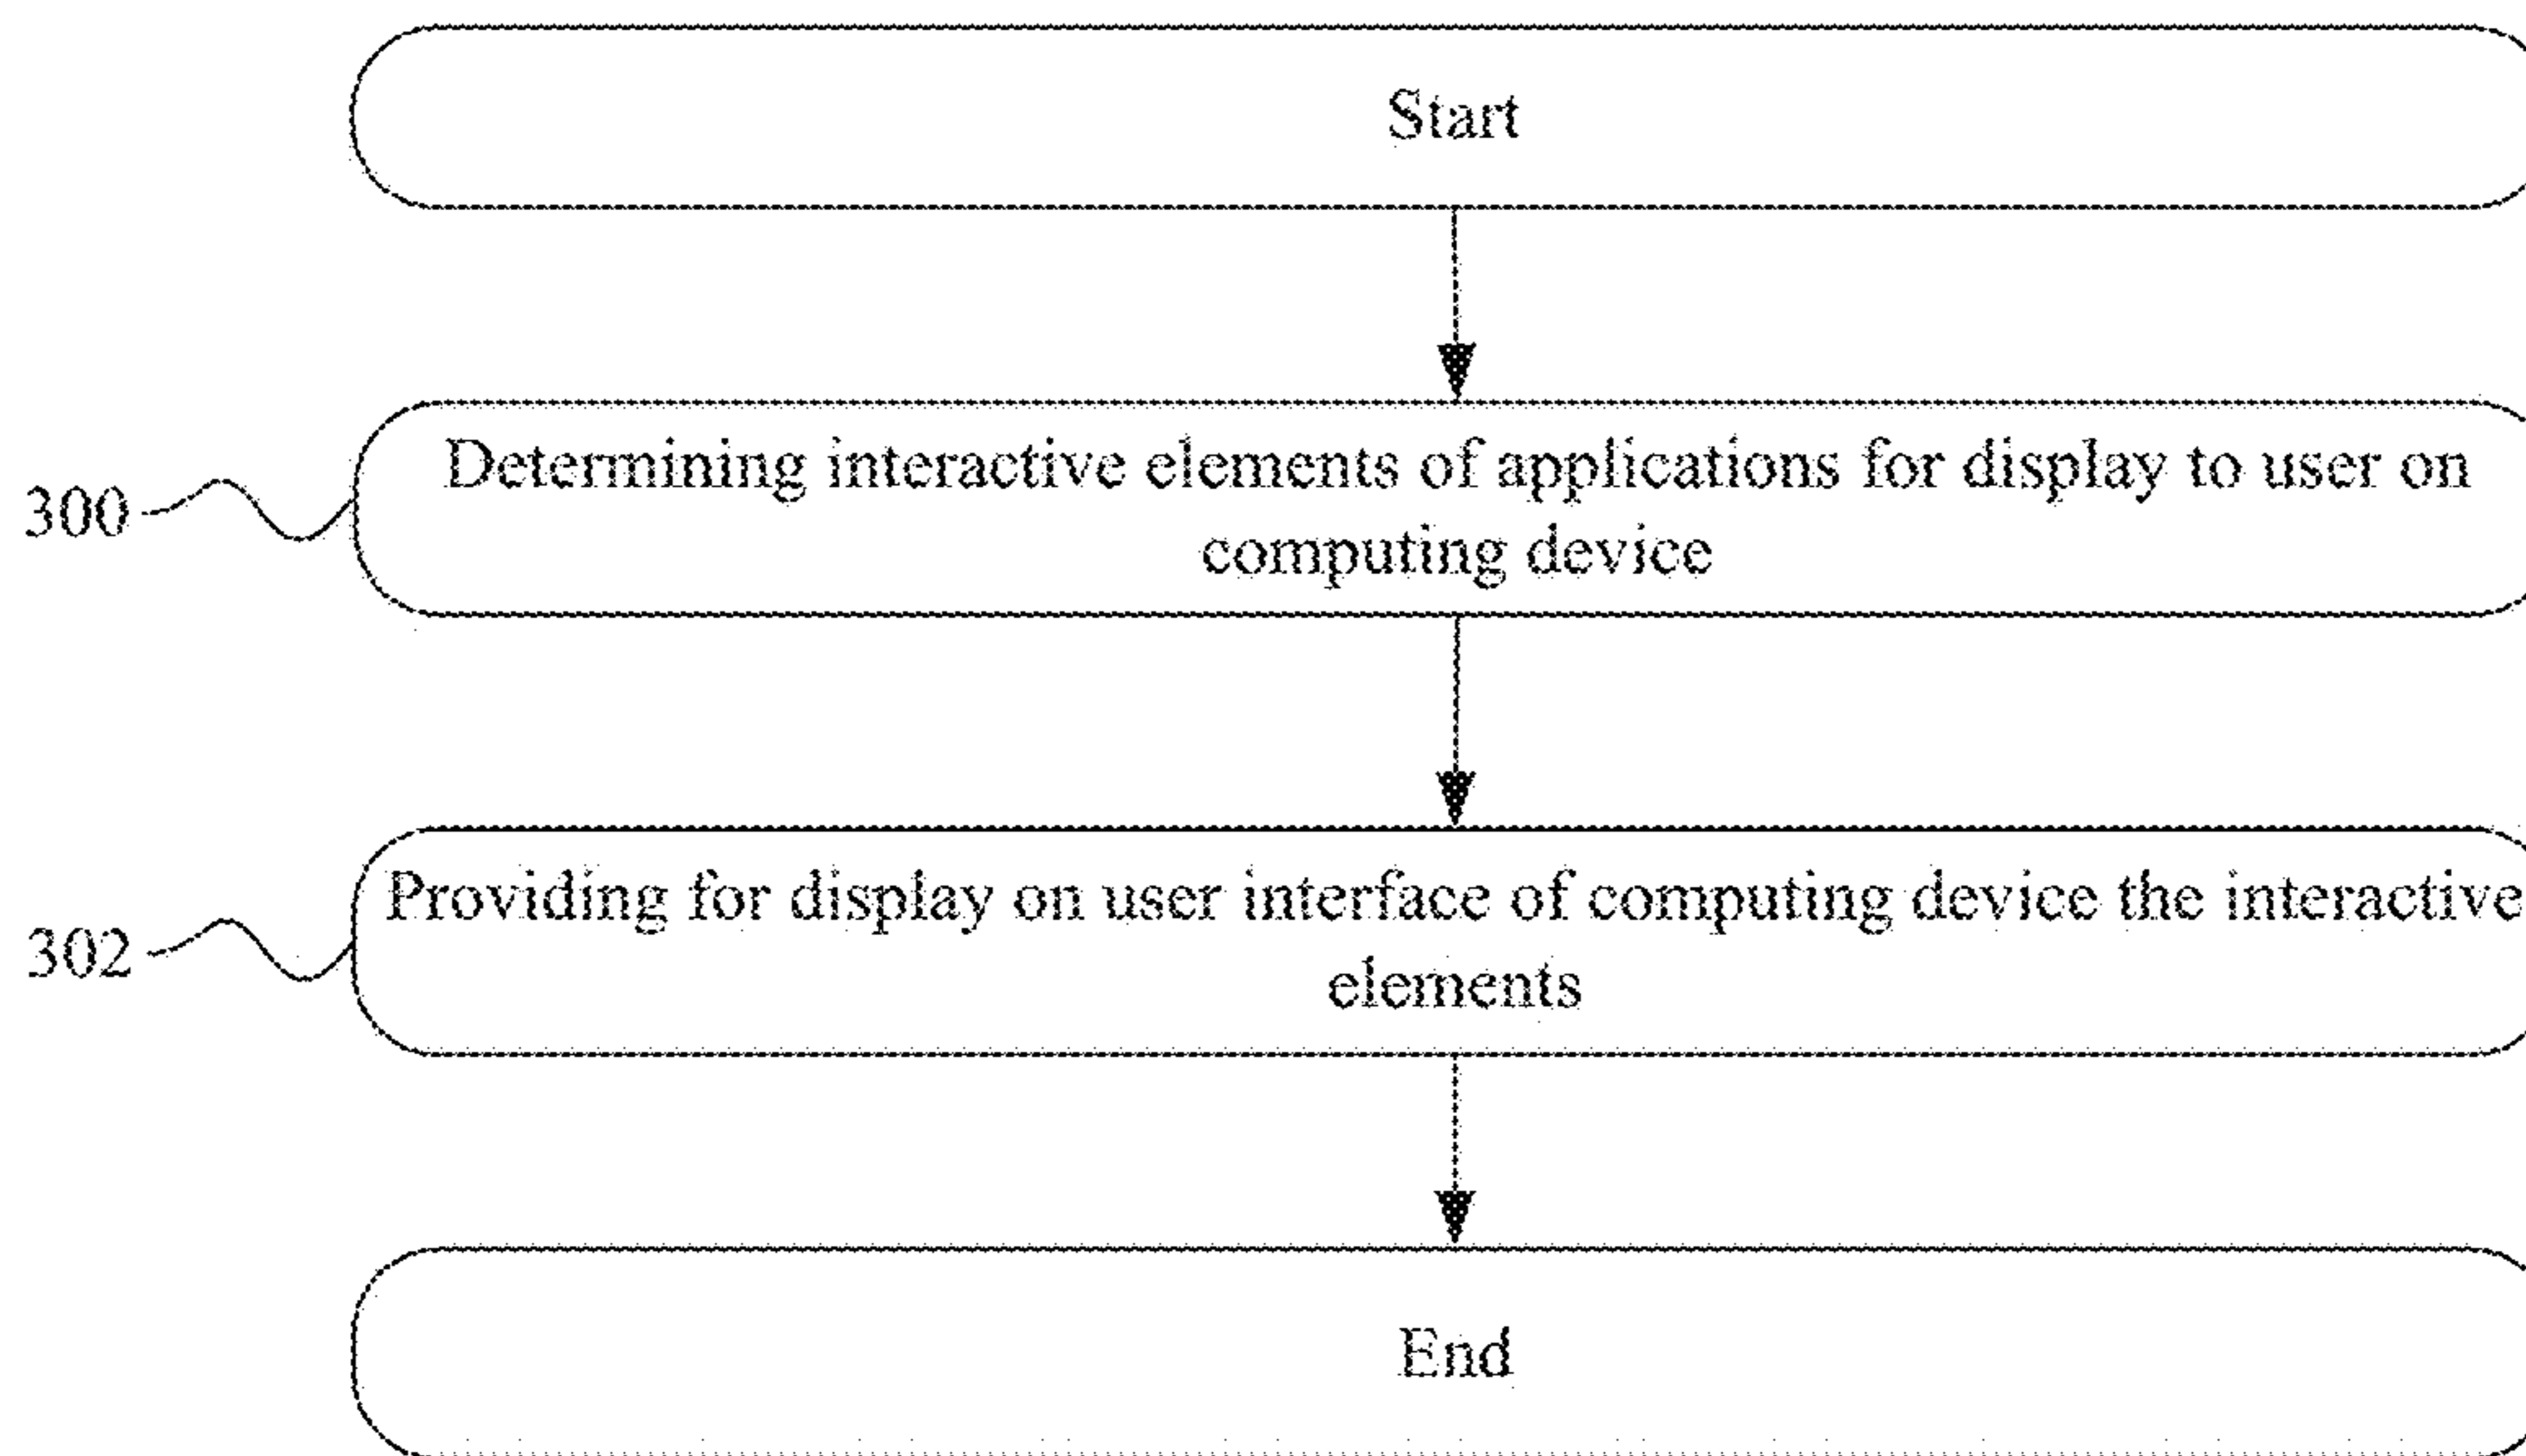 Start
300
Determining interactive elements of applications for display to user on
computing device
302
Providing for display on user interface of computing device the interactive
elements
End